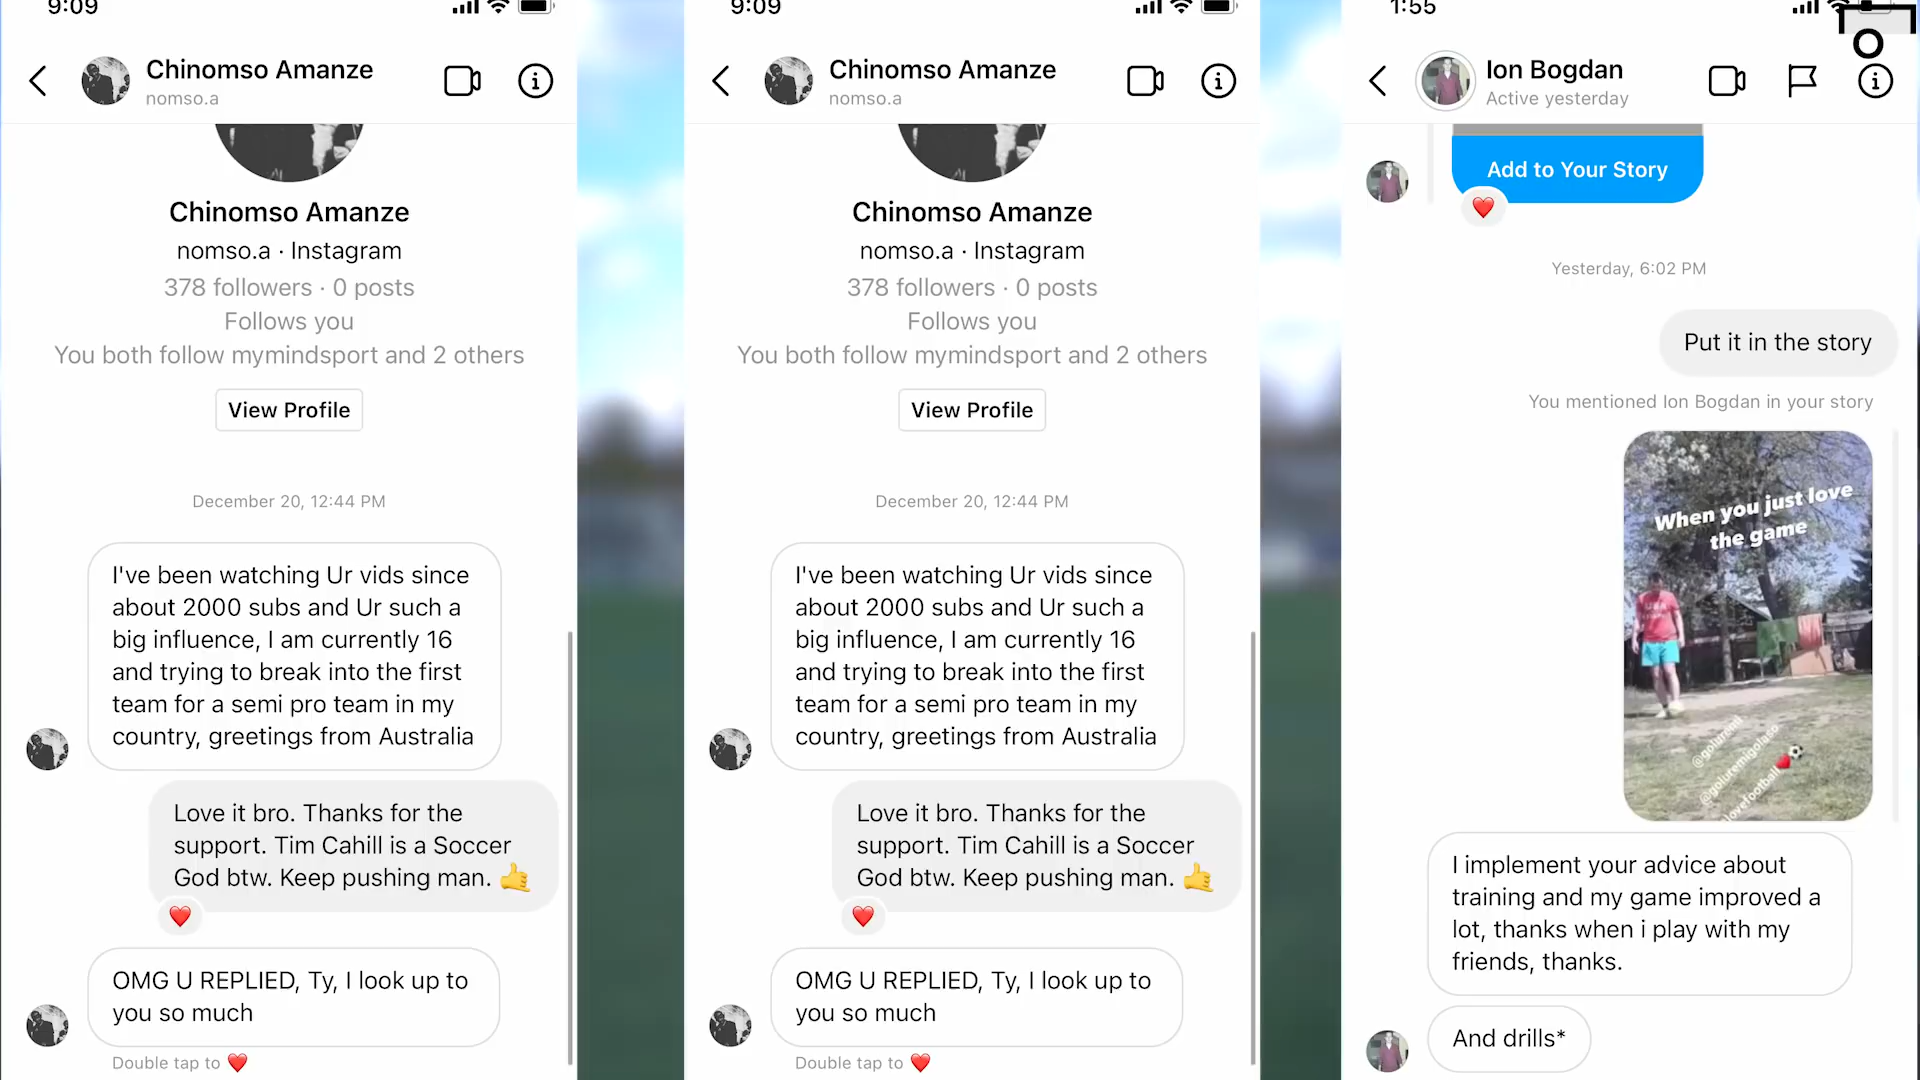 9:09
Chinomso Amanze
nomso.a
Chinomso Amanze
nomso.a · Instagram
378 followers · 0 posts
Follows you
You both follow mymindsport and 2 others
View Profile
December 20, 12:44 PM
I've been watching Ur vids since
about 2000 subs and Ur such a
big influence, I am currently 16
and trying to break into the first
team for a semi pro team in my
country, greetings from Australia
Love it bro. Thanks for the
support. Tim Cahill is a Soccer
God btw. Keep pushing man. 🤙
❤️
OMG U REPLIED, Ty, I look up to
you so much
Double tap to ❤️
9:09
Chinomso Amanze
nomso.a
Chinomso Amanze
nomso.a · Instagram
378 followers · 0 posts
Follows you
You both follow mymindsport and 2 others
View Profile
December 20, 12:44 PM
I've been watching Ur vids since
about 2000 subs and Ur such a
big influence, I am currently 16
and trying to break into the first
team for a semi pro team in my
country, greetings from Australia
Love it bro. Thanks for the
support. Tim Cahill is a Soccer
God btw. Keep pushing man. 🤙
❤️
OMG U REPLIED, Ty, I look up to
you so much
Double tap to ❤️
1:55
Ion Bogdan
Active yesterday
Add to Your Story
❤️
Yesterday, 6:02 PM
Put it in the story
You mentioned Ion Bogdan in your story
When you just love
the game
I implement your advice about
training and my game improved a
lot, thanks when i play with my
friends, thanks.
And drills*